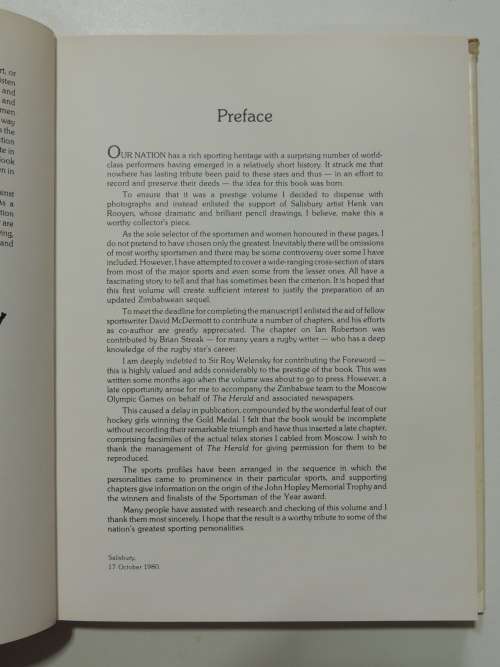 rt, or
listen
and
and
men
way
s the
ction
te in
look
en in
ainst
As a
ation
are
ving,
and
Preface
OUR NATION has a rich sporting heritage with a surprising number of world-
class performers having emerged in a relatively short history. It struck me that
nowhere has lasting tribute been paid to these stars and thus — in an effort to
record and preserve their deeds — the idea for this book was born.
To ensure that it was a prestige volume I decided to dispense with
photographs and instead enlisted the support of Salisbury artist Henk van
Rooyen, whose dramatic and brilliant pencil drawings, I believe, make this a
worthy collector's piece.
As the sole selector of the sportsmen and women honoured in these pages, I
do not pretend to have chosen only the greatest. Inevitably there will be omissions
of most worthy sportsmen and there may be some controversy over some I have
included. However, I have attempted to cover a wide-ranging cross-section of stars
from most of the major sports and even some from the lesser ones. All have a
fascinating story to tell and that has sometimes been the criterion. It is hoped that
this first volume will create sufficient interest to justify the preparation of an
updated Zimbabwean sequel.
To meet the deadline for completing the manuscript I enlisted the aid of fellow
sportswriter David McDermott to contribute a number of chapters, and his efforts
as co-author are greatly appreciated. The chapter on Ian Robertson was
contributed by Brian Streak — for many years a rugby writer — who has a deep
knowledge of the rugby star's career.
I am deeply indebted to Sir Roy Welensky for contributing the Foreword —
this is highly valued and adds considerably to the prestige of the book. This was
written some months ago when the volume was about to go to press. However, a
late opportunity arose for me to accompany the Zimbabwe team to the Moscow
Olympic Games on behalf of The Herald and associated newspapers.
This caused a delay in publication, compounded by the wonderful feat of our
hockey girls winning the Gold Medal. I felt that the book would be incomplete
without recording their remarkable triumph and have thus inserted a late chapter,
comprising facsimiles of the actual telex stories I cabled from Moscow. I wish to
thank the management of The Herald for giving permission for them to be
reproduced.
The sports profiles have been arranged in the sequence in which the
personalities came to prominence in their particular sports, and supporting
chapters give information on the origin of the John Hopley Memorial Trophy and
the winners and finalists of the Sportsman of the Year award.
Many people have assisted with research and checking of this volume and I
thank them most sincerely. I hope that the result is a worthy tribute to some of the
nation's greatest sporting personalities.
Salisbury,
17 October 1980.